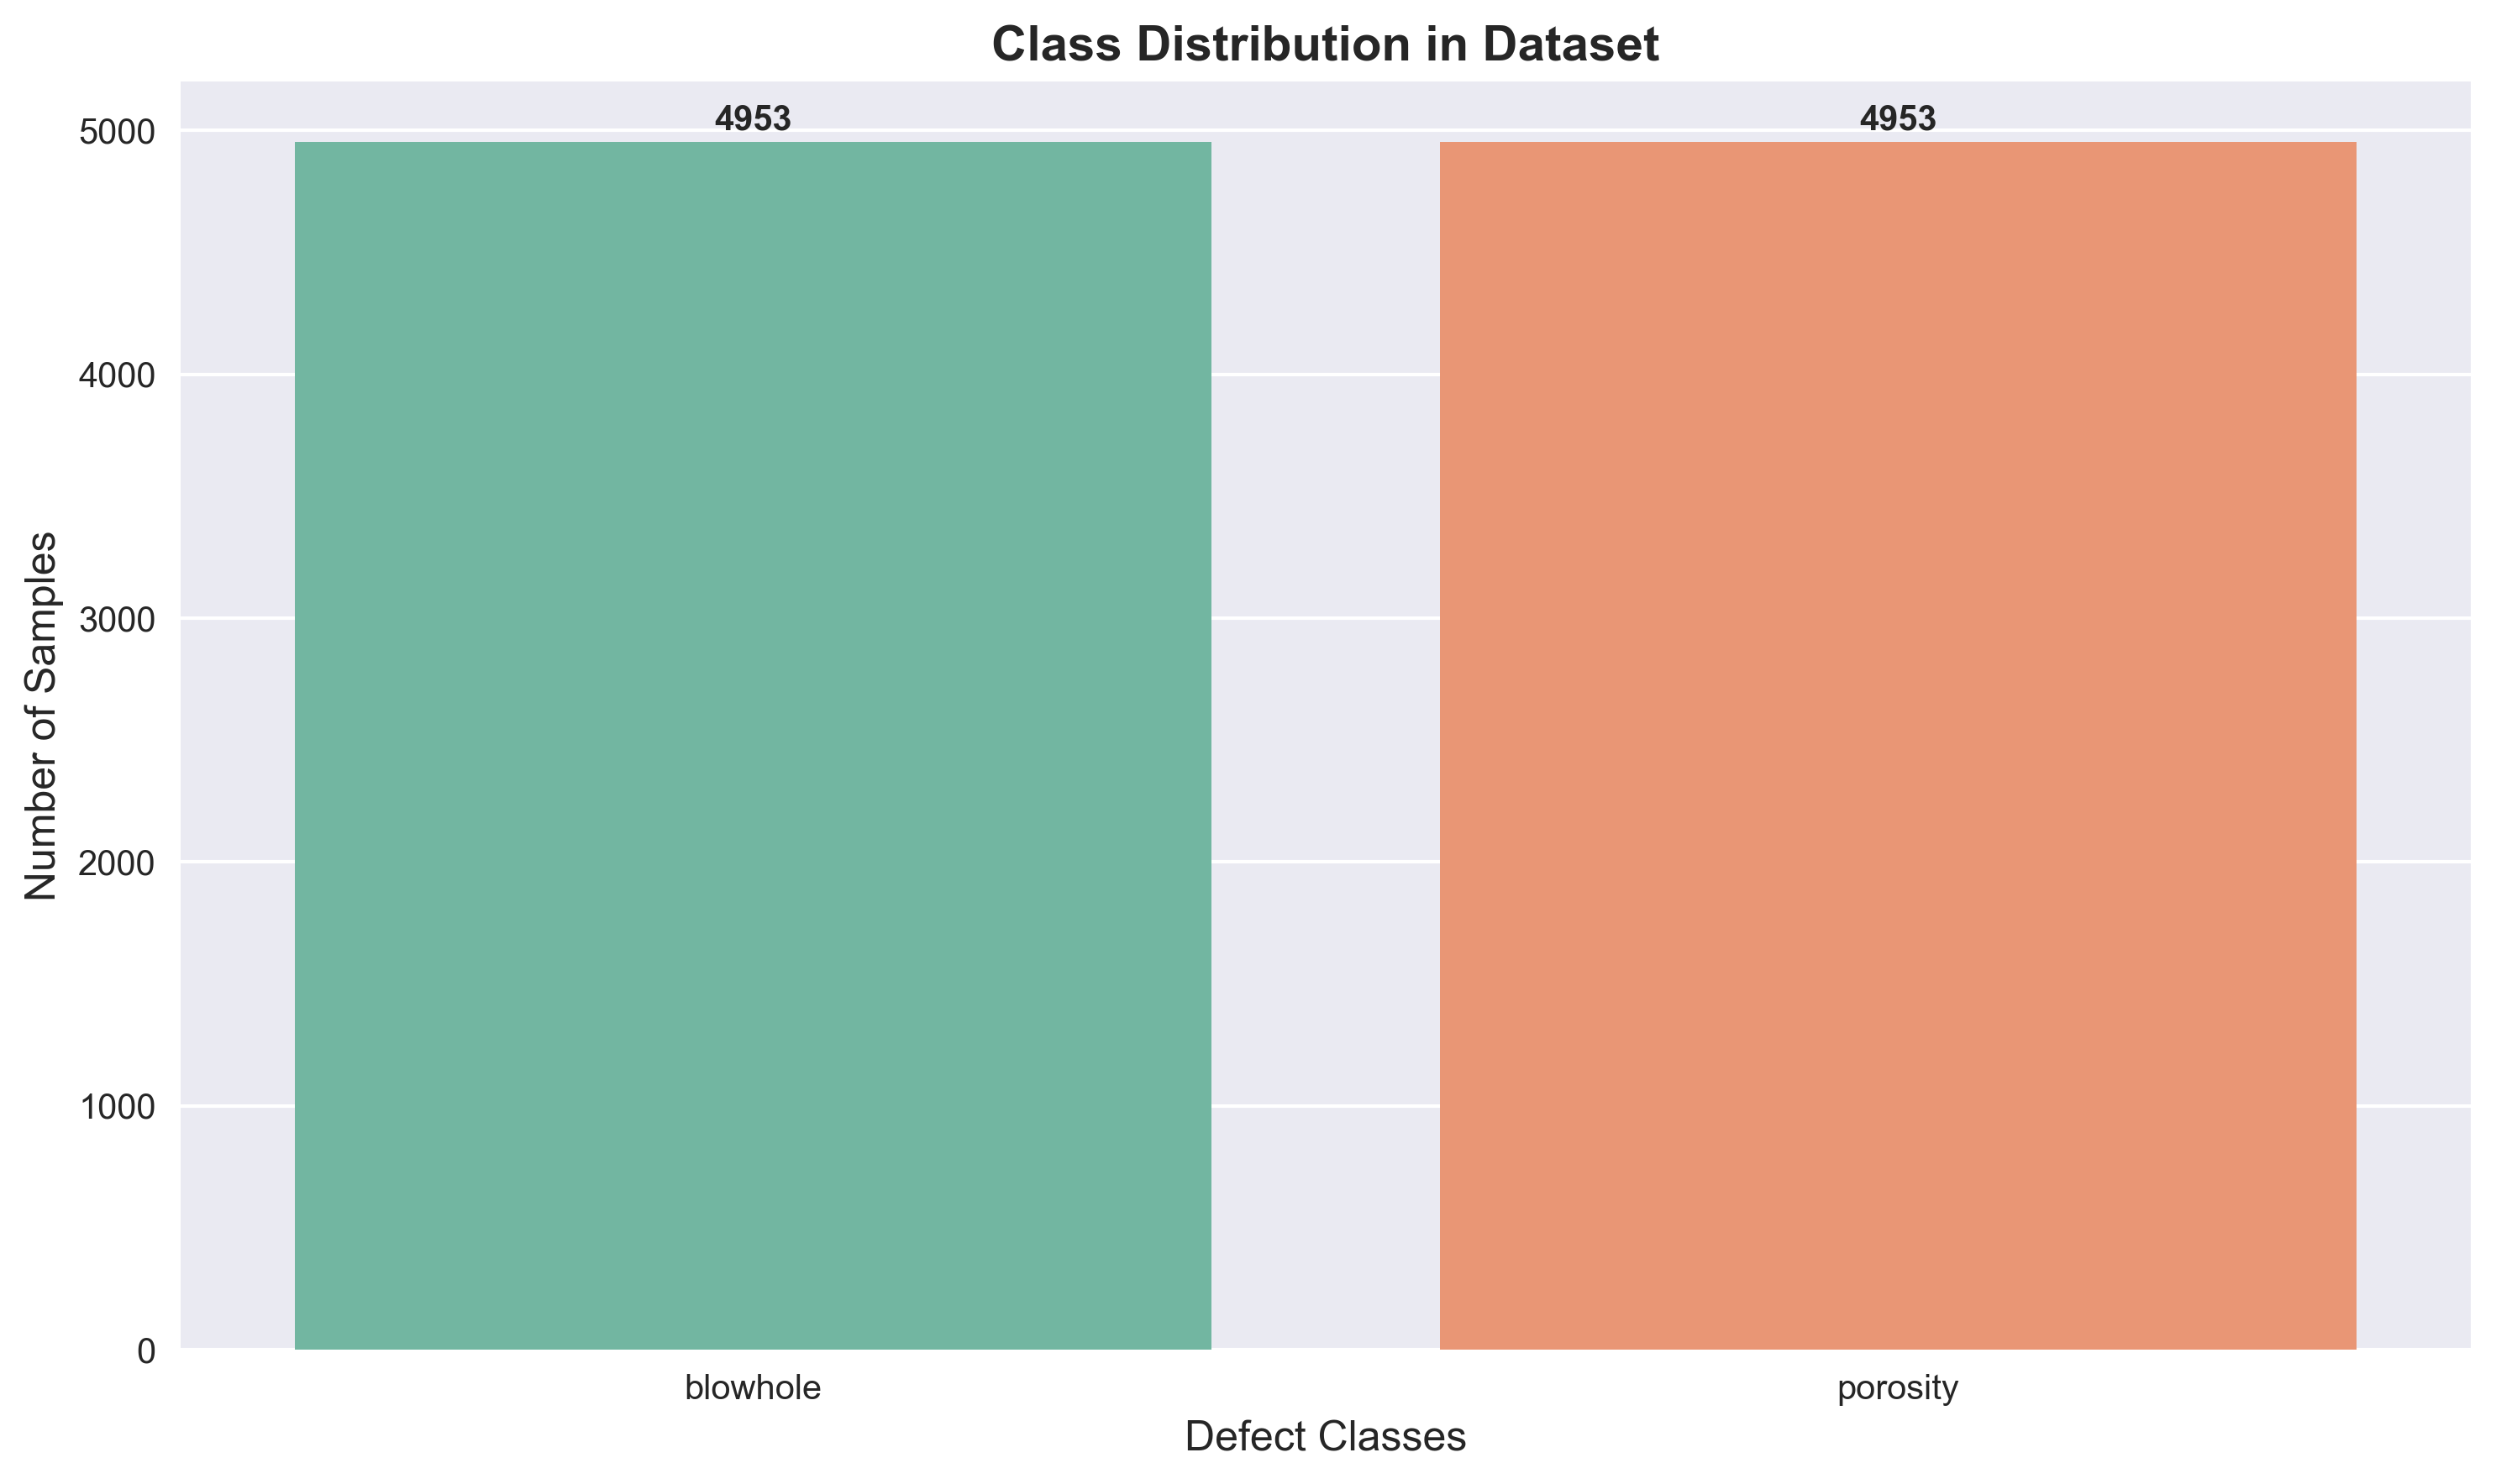 Class Distribution in Dataset
4953 4953
5000
4000
3000
2000
1000
0
Number of Samples
blowhole porosity
Defect Classes